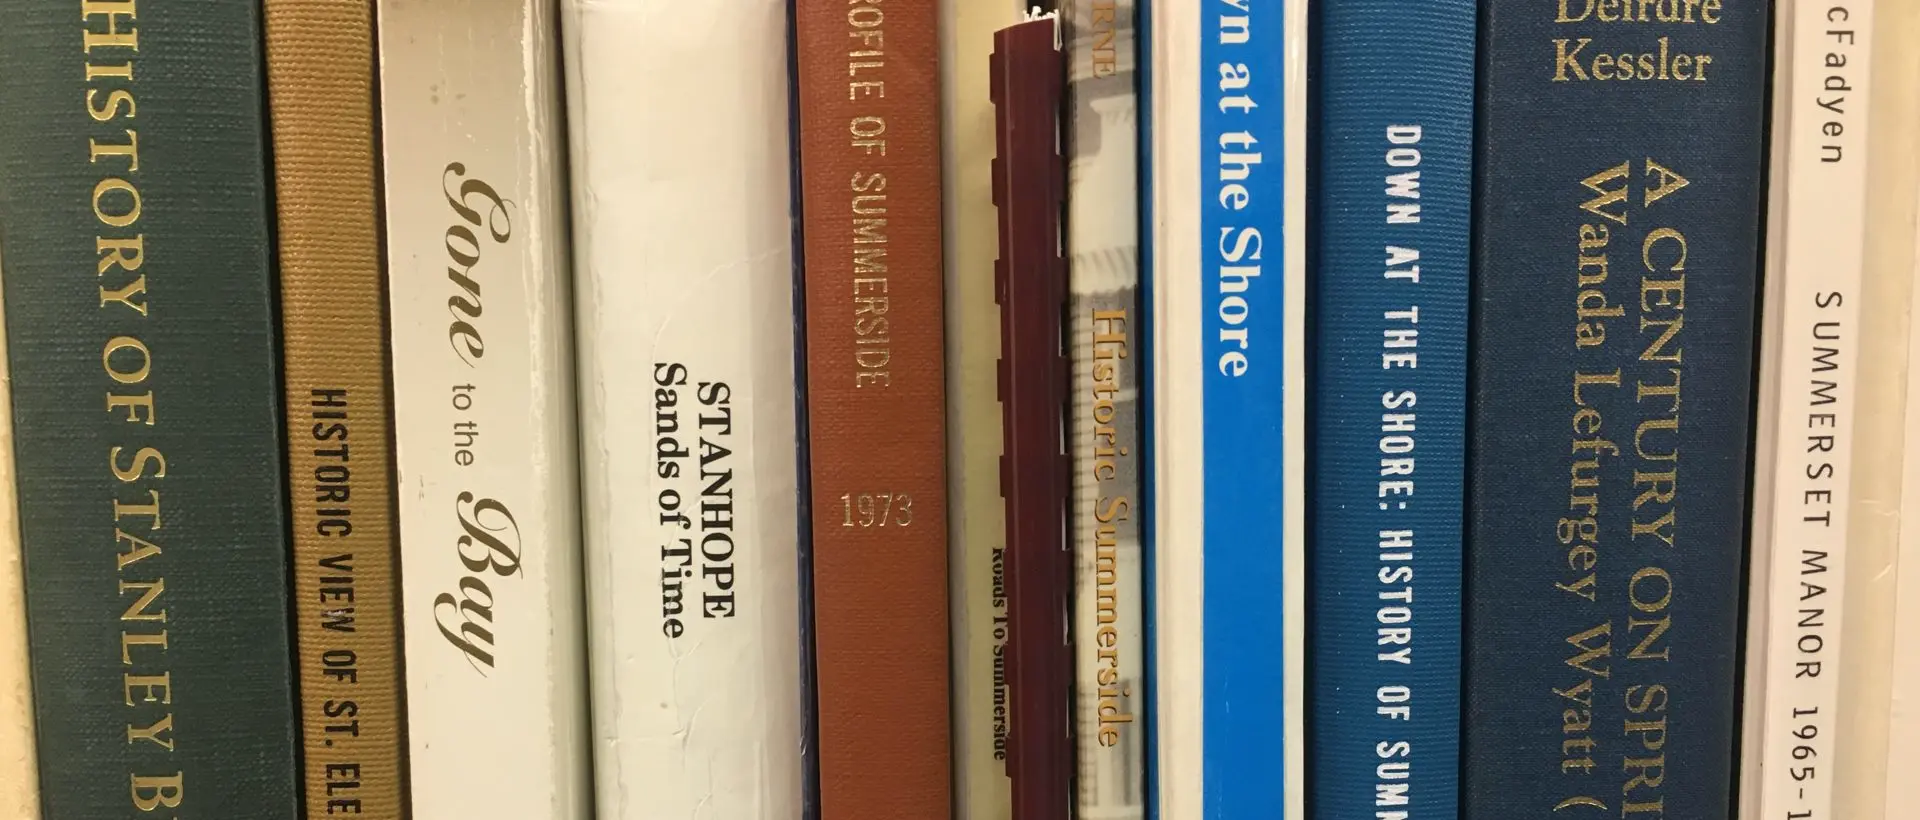 HISTORY OF STANLEY B
HISTORIC VIEW OF ST. ELE
Gone to the Bay
STANHOPE
Sands of Time
ROFILE OF SUMMERSIDE
1973
Roads To Summerside
RNE
Historic Summerside
wn at the Shore
DOWN AT THE SHORE: HISTORY OF SUMM
Deirdre
Kessler
A CENTURY ON SPRI
Wanda Lefurgey Wyatt (
cFadyen
SUMMERSET MANOR 1965-1